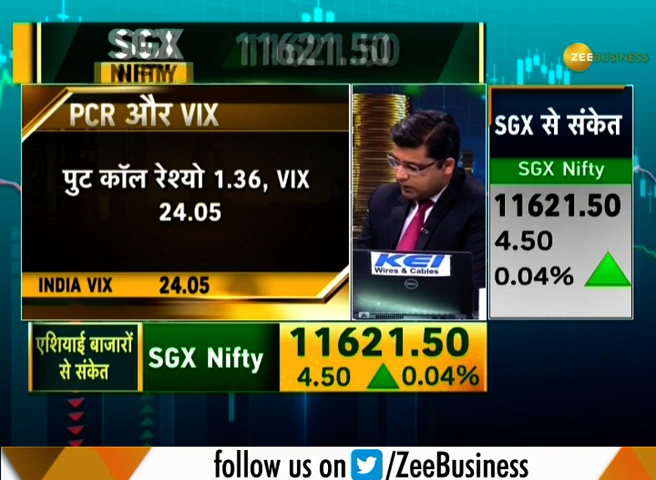 SGX 11621.50
NIFTY
ZEEBUSINESS
PCR और VIX
पुट कॉल रेश्यो 1.36, VIX
24.05
INDIA VIX 24.05
KEI
Wires & Cables
DELL
SGX से संकेत
SGX Nifty
11621.50
4.50
0.04%
एशियाई बाजारों
से संकेत
SGX Nifty
11621.50
4.50 0.04%
follow us on /ZeeBusiness